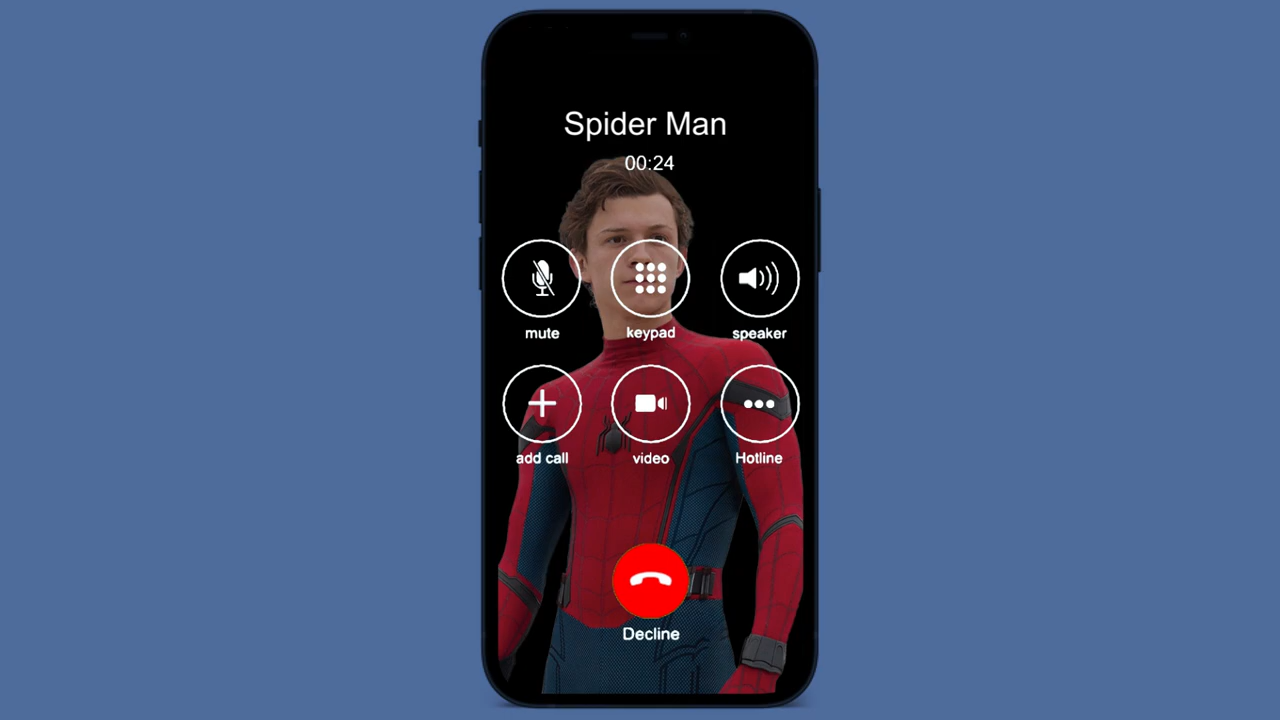 Spider Man
00:24
mute
keypad
speaker
add call
video
Hotline
Decline